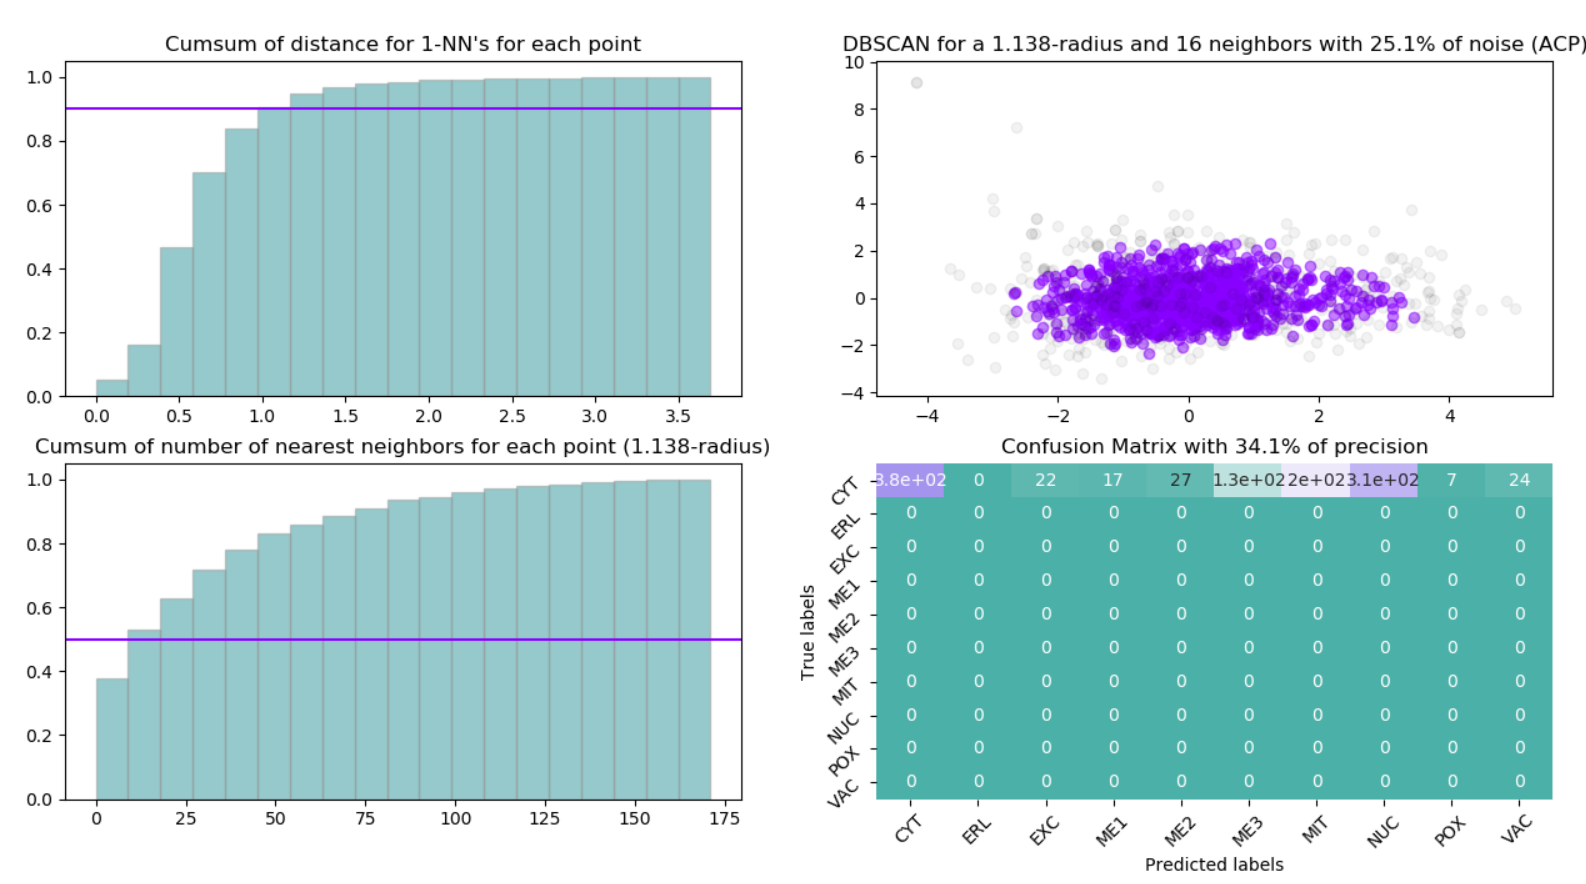 Cumsum of distance for 1-NN's for each point
1.0
0.8
0.6
0.4
0.2
0.0
0.0 0.5 1.0 1.5 2.0 2.5 3.0 3.5
DBSCAN for a 1.138-radius and 16 neighbors with 25.1% of noise (ACP)
10
8
6
4
2
0
−2
−4
−4 −2 0 2 4
Cumsum of number of nearest neighbors for each point (1.138-radius)
1.0
0.8
0.6
0.4
0.2
0.0
0 25 50 75 100 125 150 175
Confusion Matrix with 34.1% of precision
True labels
CYT 3.8e+02 0 22 17 27 1.3e+02 2e+02 3.1e+02 7 24
ERL 0 0 0 0 0 0 0 0 0 0
EXC 0 0 0 0 0 0 0 0 0 0
ME1 0 0 0 0 0 0 0 0 0 0
ME2 0 0 0 0 0 0 0 0 0 0
ME3 0 0 0 0 0 0 0 0 0 0
MIT 0 0 0 0 0 0 0 0 0 0
NUC 0 0 0 0 0 0 0 0 0 0
POX 0 0 0 0 0 0 0 0 0 0
VAC 0 0 0 0 0 0 0 0 0 0
CYT ERL EXC ME1 ME2 ME3 MIT NUC POX VAC
Predicted labels